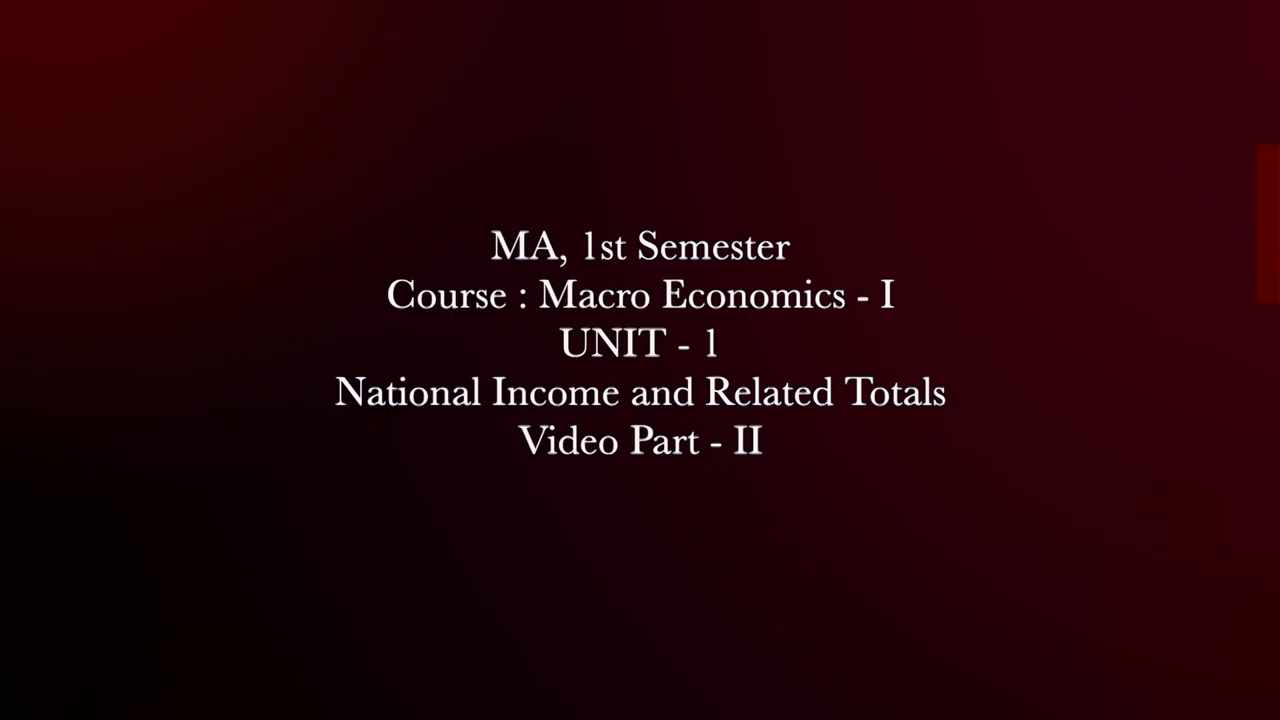 MA, 1st Semester
Course : Macro Economics - I
UNIT - 1
National Income and Related Totals
Video Part - II